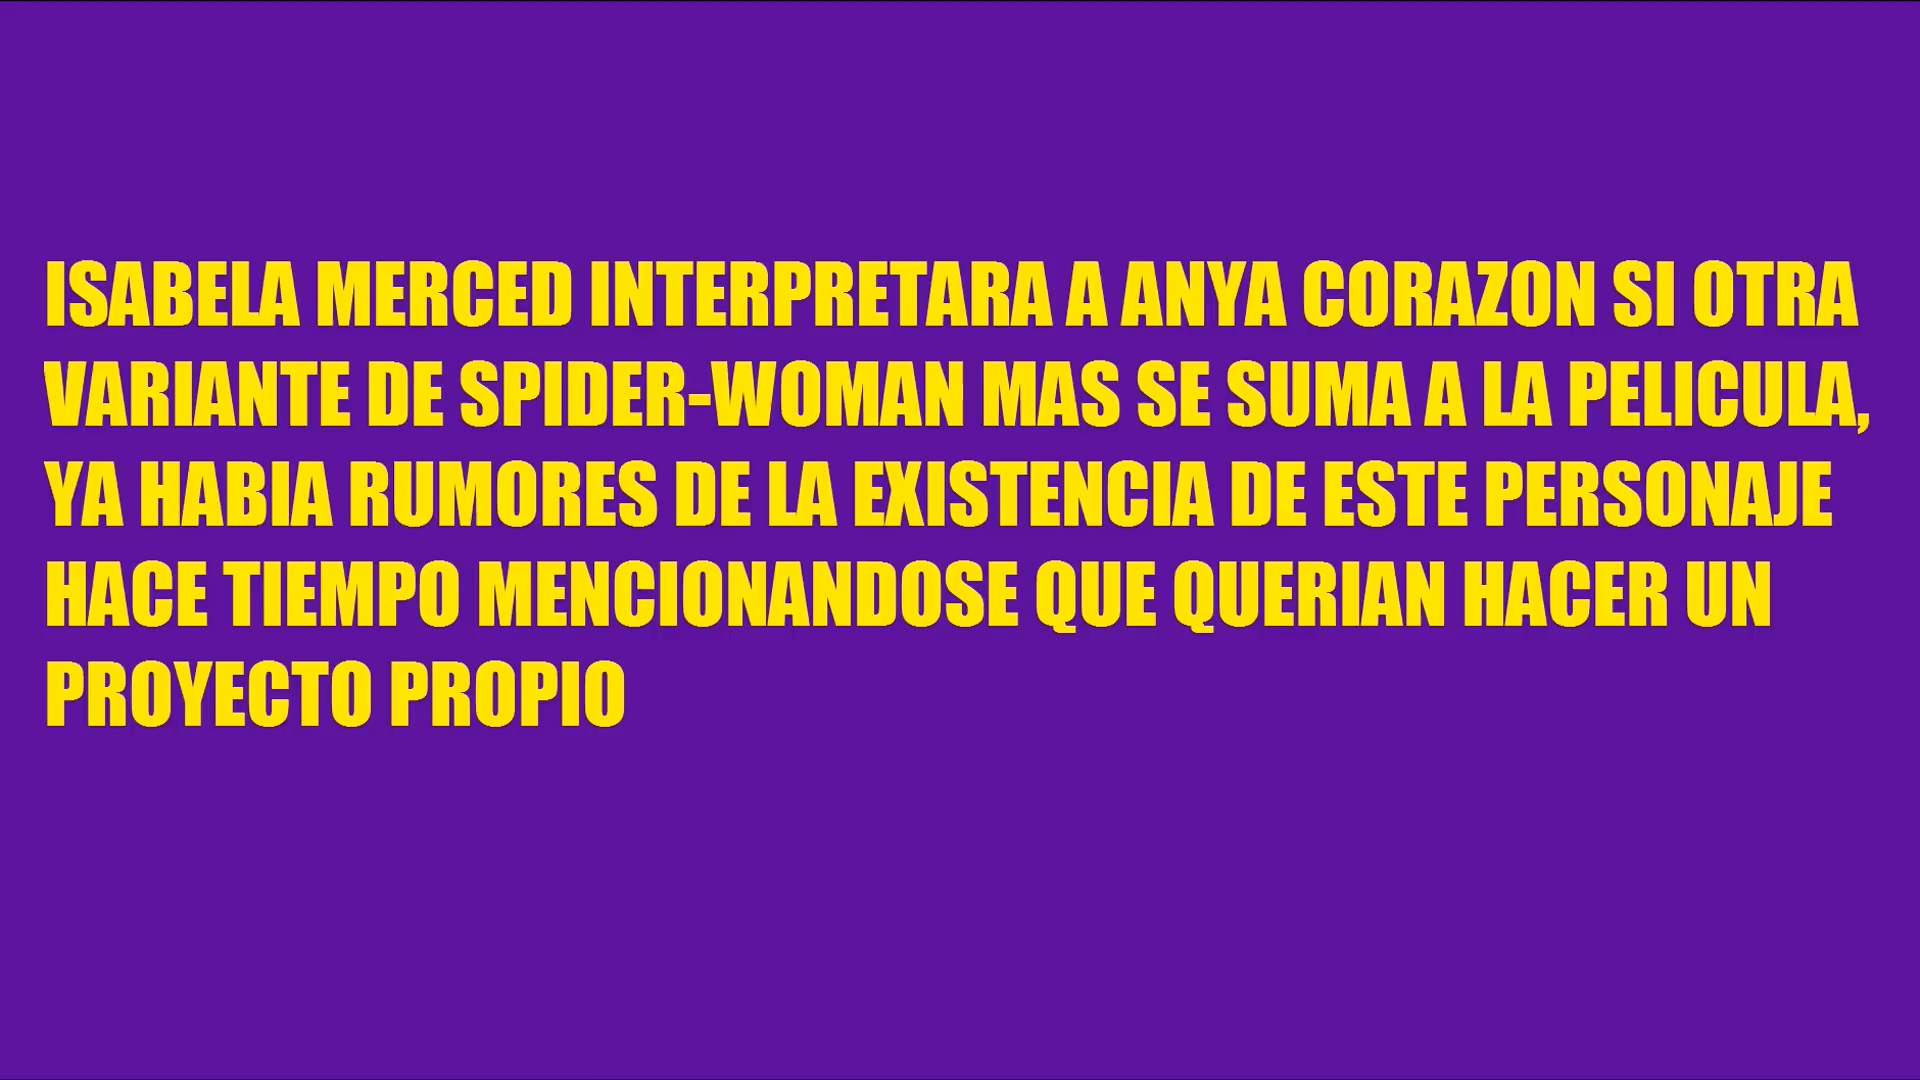 ISABELA MERCED INTERPRETARA A ANYA CORAZON SI OTRA
VARIANTE DE SPIDER-WOMAN MAS SE SUMA A LA PELICULA,
YA HABIA RUMORES DE LA EXISTENCIA DE ESTE PERSONAJE
HACE TIEMPO MENCIONANDOSE QUE QUERIAN HACER UN
PROYECTO PROPIO